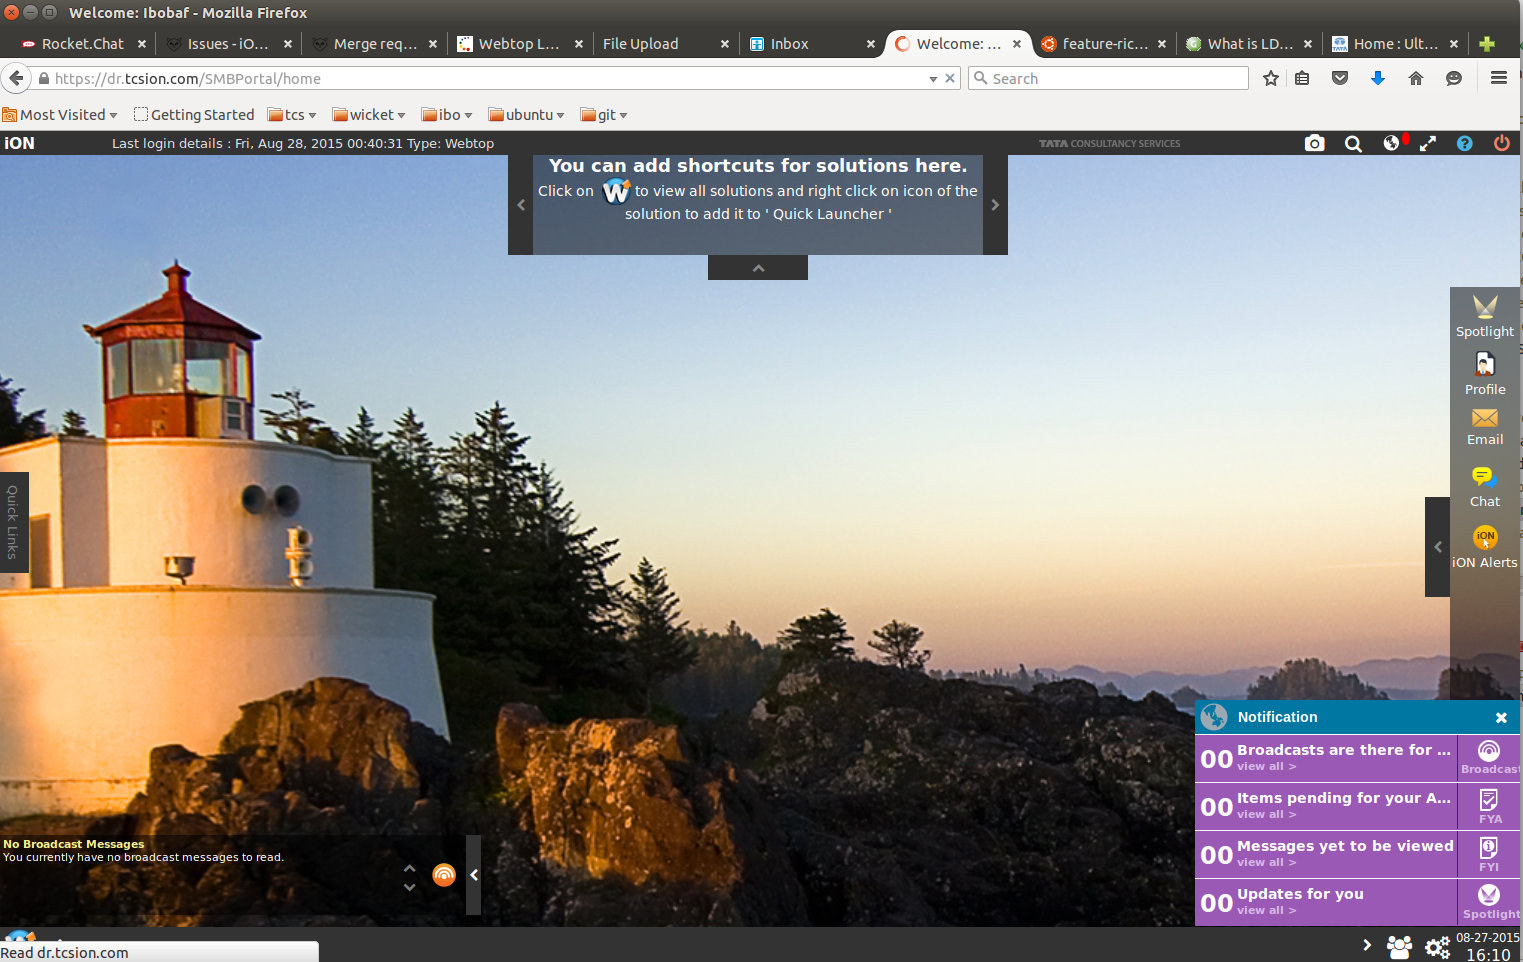 Welcome: Ibobaf - Mozilla Firefox
Rocket.Chat
Issues - iO...
Merge req...
Webtop L...
File Upload
Inbox
Welcome: ...
feature-ric...
What is LD...
Home : Ult...
https://dr.tcsion.com/SMBPortal/home
Search
Most Visited
Getting Started
tcs
wicket
ibo
ubuntu
git
iON
Last login details : Fri, Aug 28, 2015 00:40:31 Type: Webtop
TATA CONSULTANCY SERVICES
You can add shortcuts for solutions here.
Click on W to view all solutions and right click on icon of the
solution to add it to ' Quick Launcher '
Spotlight
Profile
Email
Chat
iON
iON Alerts
Quick Links
Notification
00 Broadcasts are there for ...
view all >
Broadcast
00 Items pending for your A...
view all >
FYA
00 Messages yet to be viewed
view all >
FYI
00 Updates for you
view all >
Spotlight
No Broadcast Messages
You currently have no broadcast messages to read.
Read dr.tcsion.com
08-27-2015
16:10